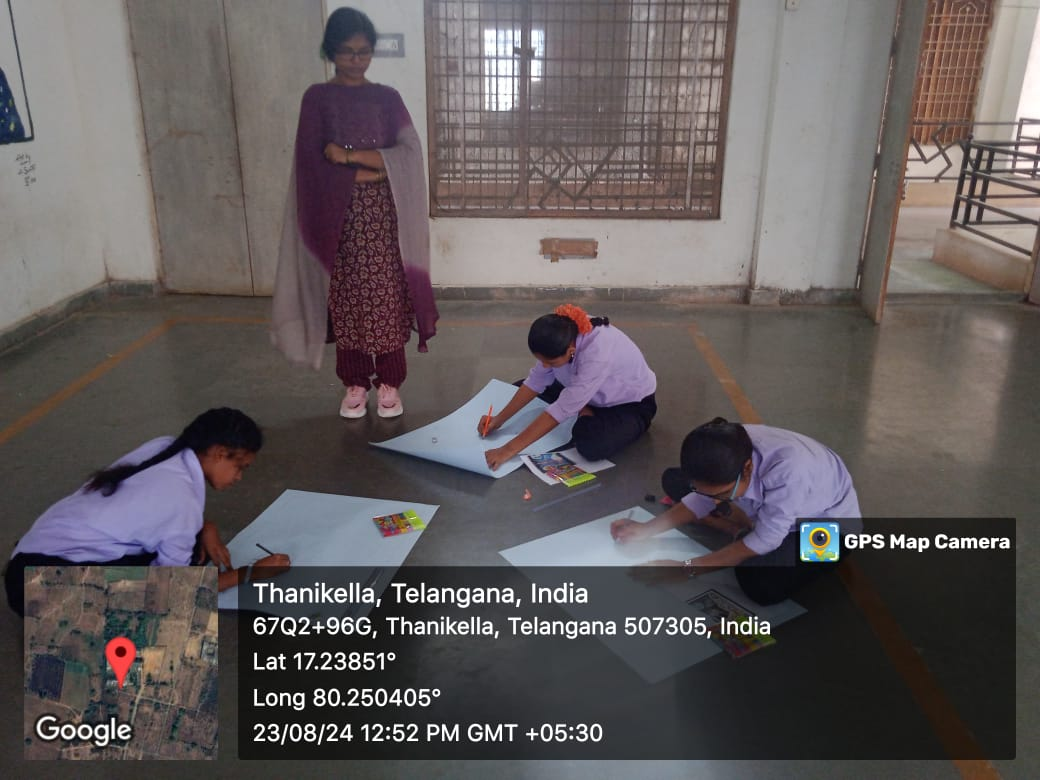 GPS Map Camera
Thanikella, Telangana, India
67Q2+96G, Thanikella, Telangana 507305, India
Lat 17.23851°
Long 80.250405°
23/08/24 12:52 PM GMT +05:30
Google